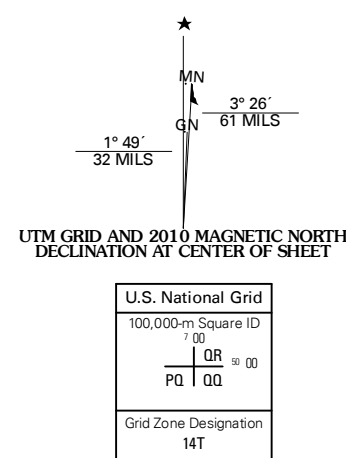 ★
MN
3° 26´
61 MILS
GN
1° 49´
32 MILS
UTM GRID AND 2010 MAGNETIC NORTH
DECLINATION AT CENTER OF SHEET
U.S. National Grid
100,000-m Square ID
7 00
QR 50 00
PQ QQ
Grid Zone Designation
14T